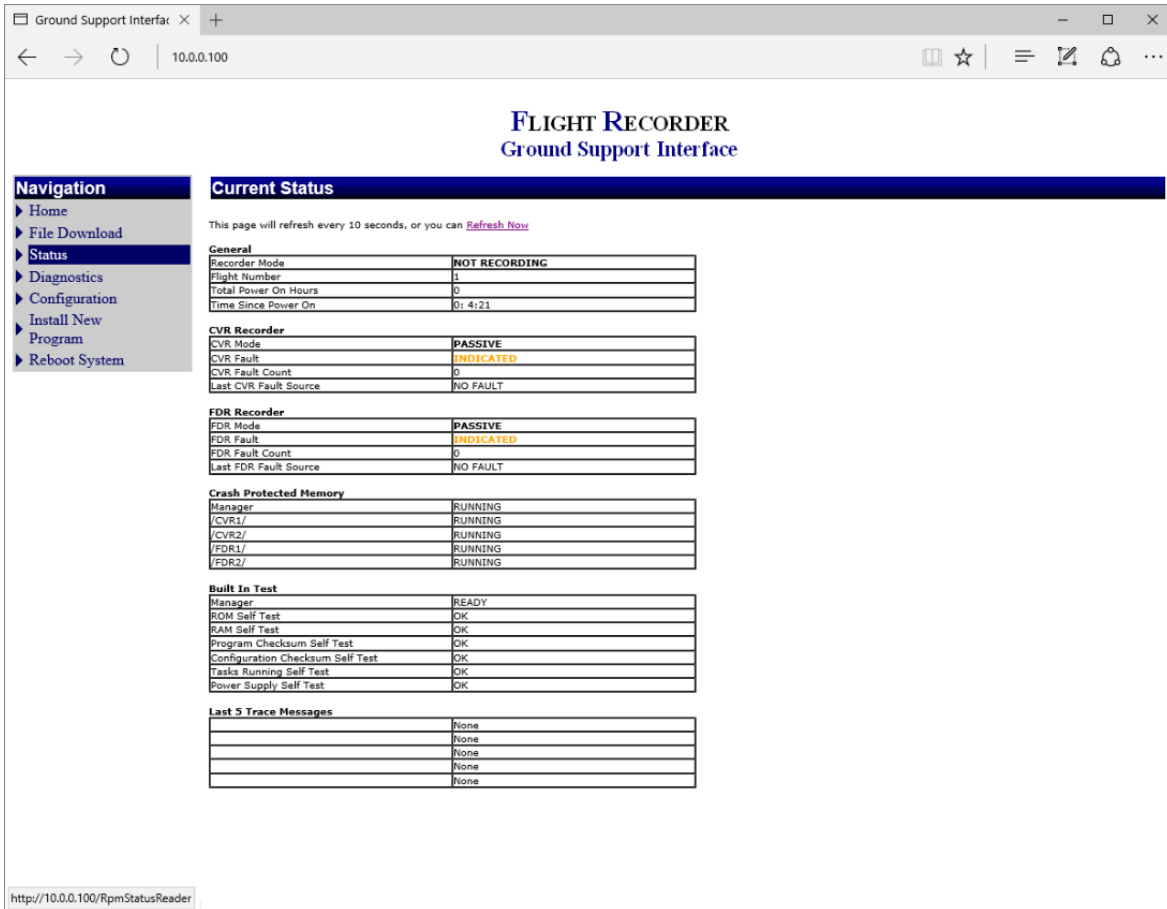 Ground Support Interfac
10.0.0.100
FLIGHT RECORDER
Ground Support Interface
Navigation
Home
File Download
Status
Diagnostics
Configuration
Install New
Program
Reboot System
Current Status
This page will refresh every 10 seconds, or you can Refresh Now
General
Recorder Mode NOT RECORDING
Flight Number 1
Total Power On Hours 0
Time Since Power On 0: 4:21
CVR Recorder
CVR Mode PASSIVE
CVR Fault INDICATED
CVR Fault Count 0
Last CVR Fault Source NO FAULT
FDR Recorder
FDR Mode PASSIVE
FDR Fault INDICATED
FDR Fault Count 0
Last FDR Fault Source NO FAULT
Crash Protected Memory
Manager RUNNING
/CVR1/ RUNNING
/CVR2/ RUNNING
/FDR1/ RUNNING
/FDR2/ RUNNING
Built In Test
Manager READY
ROM Self Test OK
RAM Self Test OK
Program Checksum Self Test OK
Configuration Checksum Self Test OK
Tasks Running Self Test OK
Power Supply Self Test OK
Last 5 Trace Messages
None
None
None
None
None
http://10.0.0.100/RpmStatusReader